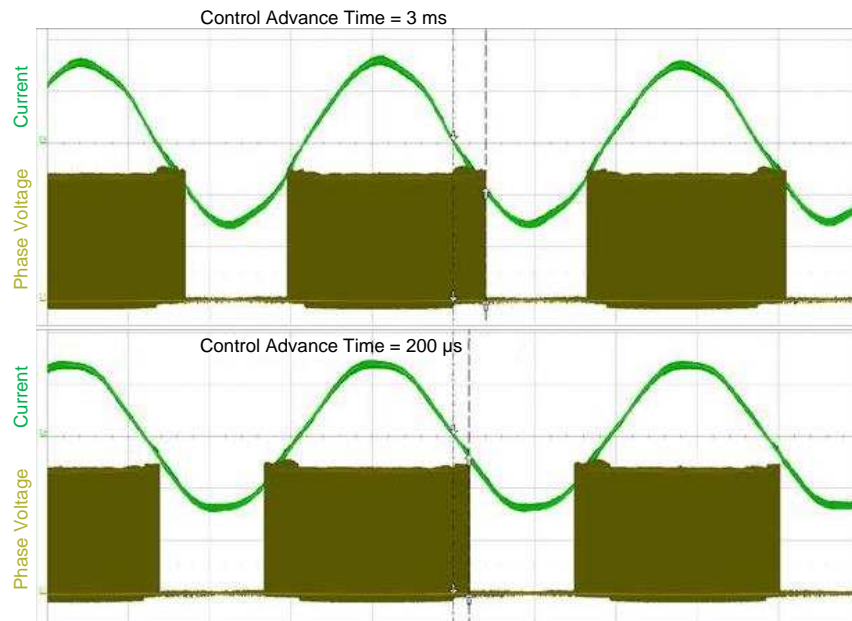 Control Advance Time = 3 ms
Current
Phase Voltage
Control Advance Time = 200 µs
Current
Phase Voltage